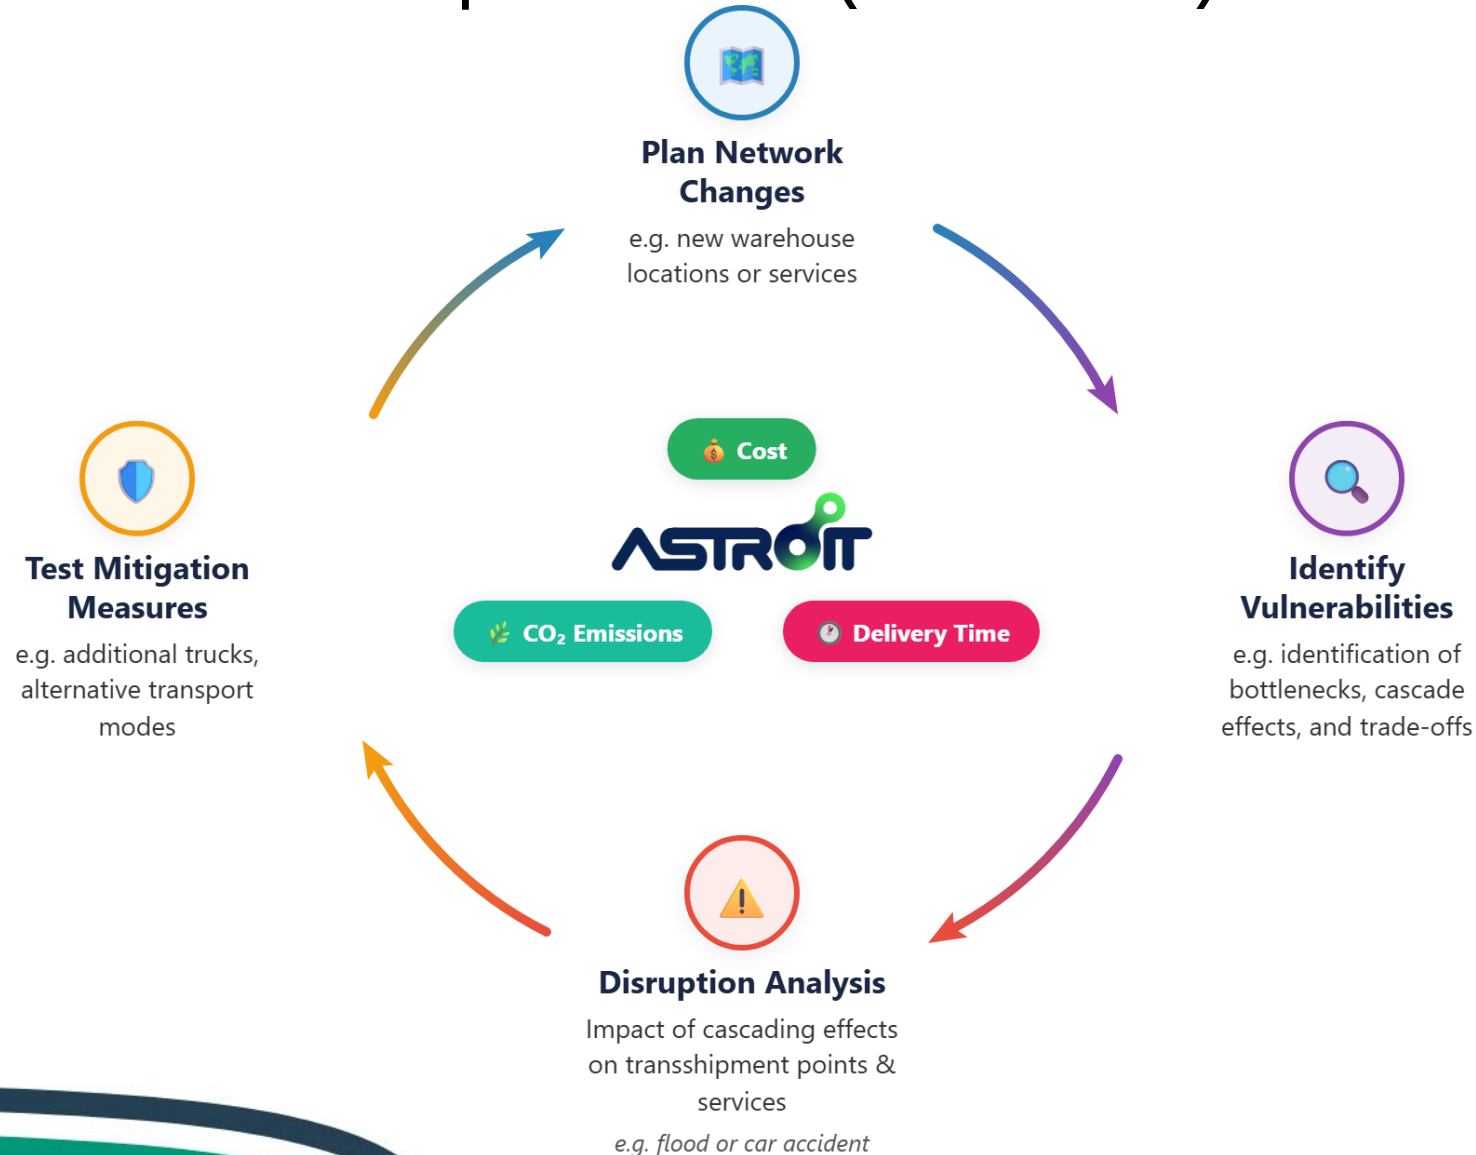 Plan Network
Changes
e.g. new warehouse
locations or services
Cost
ASTROIT
CO₂ Emissions
Delivery Time
Test Mitigation
Measures
e.g. additional trucks,
alternative transport
modes
Identify
Vulnerabilities
e.g. identification of
bottlenecks, cascade
effects, and trade-offs
Disruption Analysis
Impact of cascading effects
on transshipment points &
services
e.g. flood or car accident